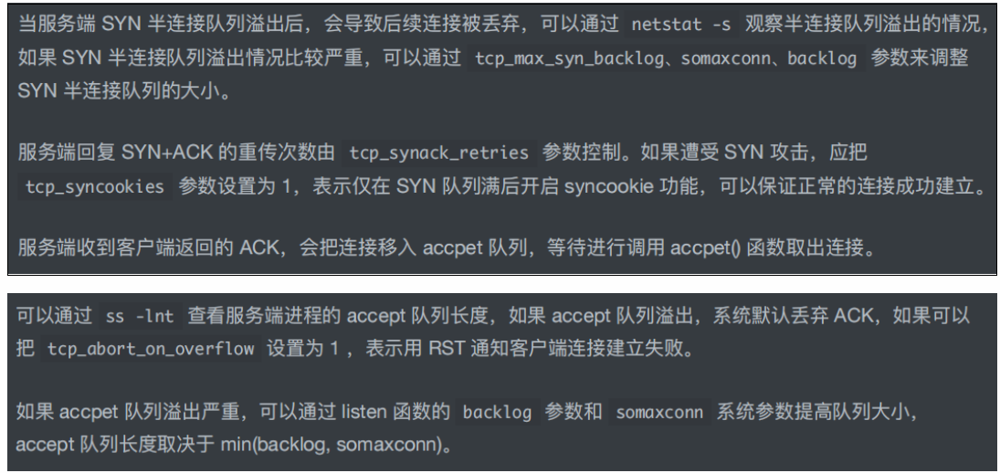 当服务端 SYN 半连接队列溢出后，会导致后续连接被丢弃，可以通过 netstat -s 观察半连接队列溢出的情况，
如果 SYN 半连接队列溢出情况比较严重，可以通过 tcp_max_syn_backlog、somaxconn、backlog 参数来调整
SYN 半连接队列的大小。
服务端回复 SYN+ACK 的重传次数由 tcp_synack_retries 参数控制。如果遭受 SYN 攻击，应把
tcp_syncookies 参数设置为 1，表示仅在 SYN 队列满后开启 syncookie 功能，可以保证正常的连接成功建立。
服务端收到客户端返回的 ACK，会把连接移入 accpet 队列，等待进行调用 accpet() 函数取出连接。
可以通过 ss -lnt 查看服务端进程的 accept 队列长度，如果 accept 队列溢出，系统默认丢弃 ACK，如果可以
把 tcp_abort_on_overflow 设置为 1 ，表示用 RST 通知客户端连接建立失败。
如果 accpet 队列溢出严重，可以通过 listen 函数的 backlog 参数和 somaxconn 系统参数提高队列大小，
accept 队列长度取决于 min(backlog, somaxconn)。